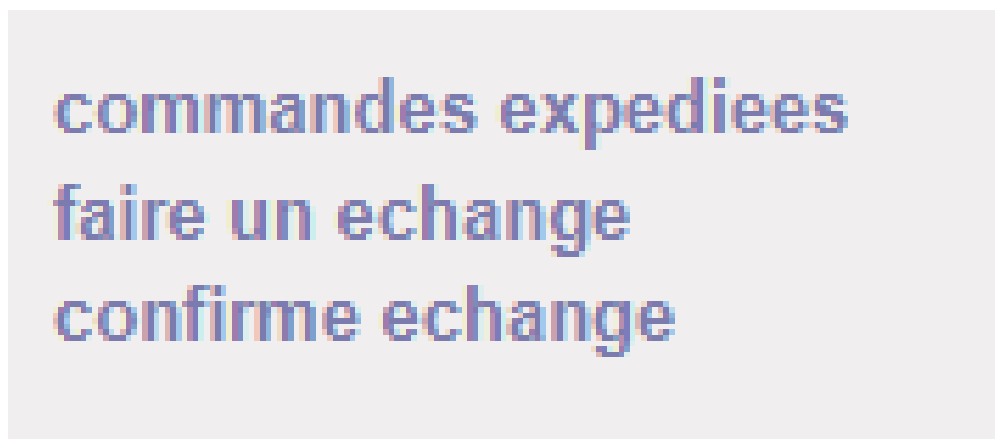 commandes expediees
faire un echange
confirme echange